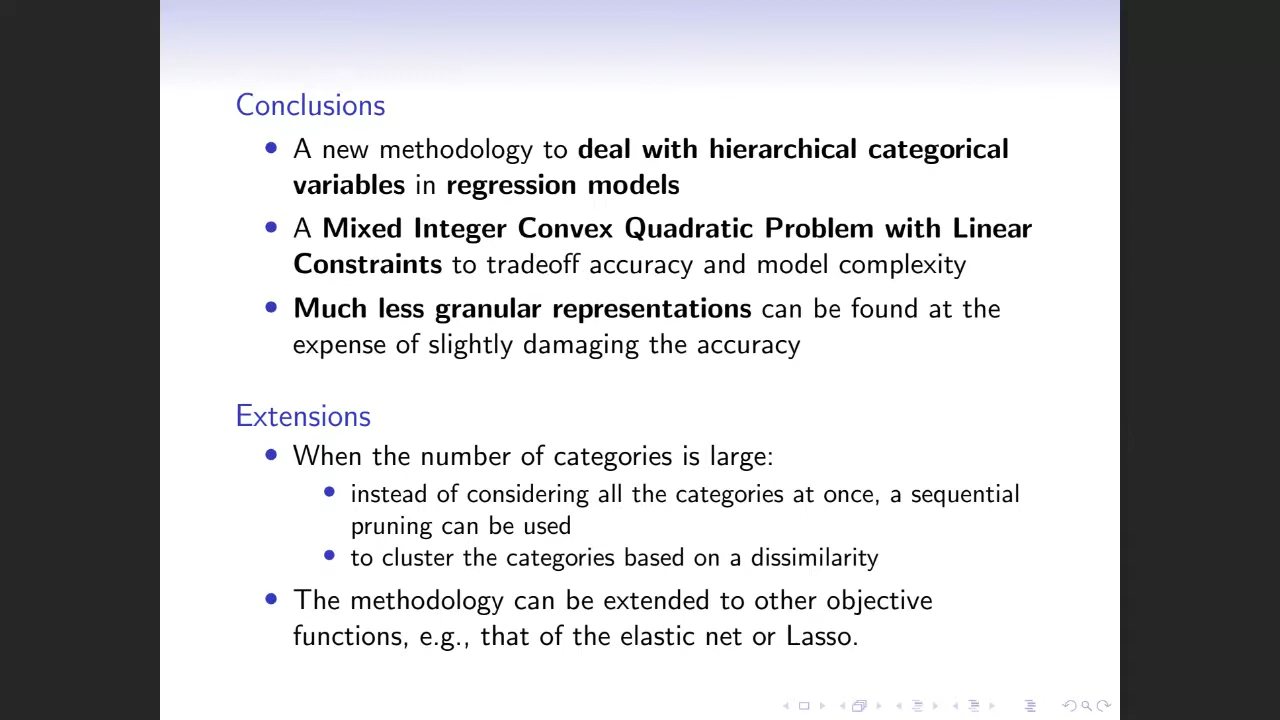 Conclusions
• A new methodology to deal with hierarchical categorical
variables in regression models
• A Mixed Integer Convex Quadratic Problem with Linear
Constraints to tradeoff accuracy and model complexity
• Much less granular representations can be found at the
expense of slightly damaging the accuracy
Extensions
• When the number of categories is large:
• instead of considering all the categories at once, a sequential
pruning can be used
• to cluster the categories based on a dissimilarity
• The methodology can be extended to other objective
functions, e.g., that of the elastic net or Lasso.